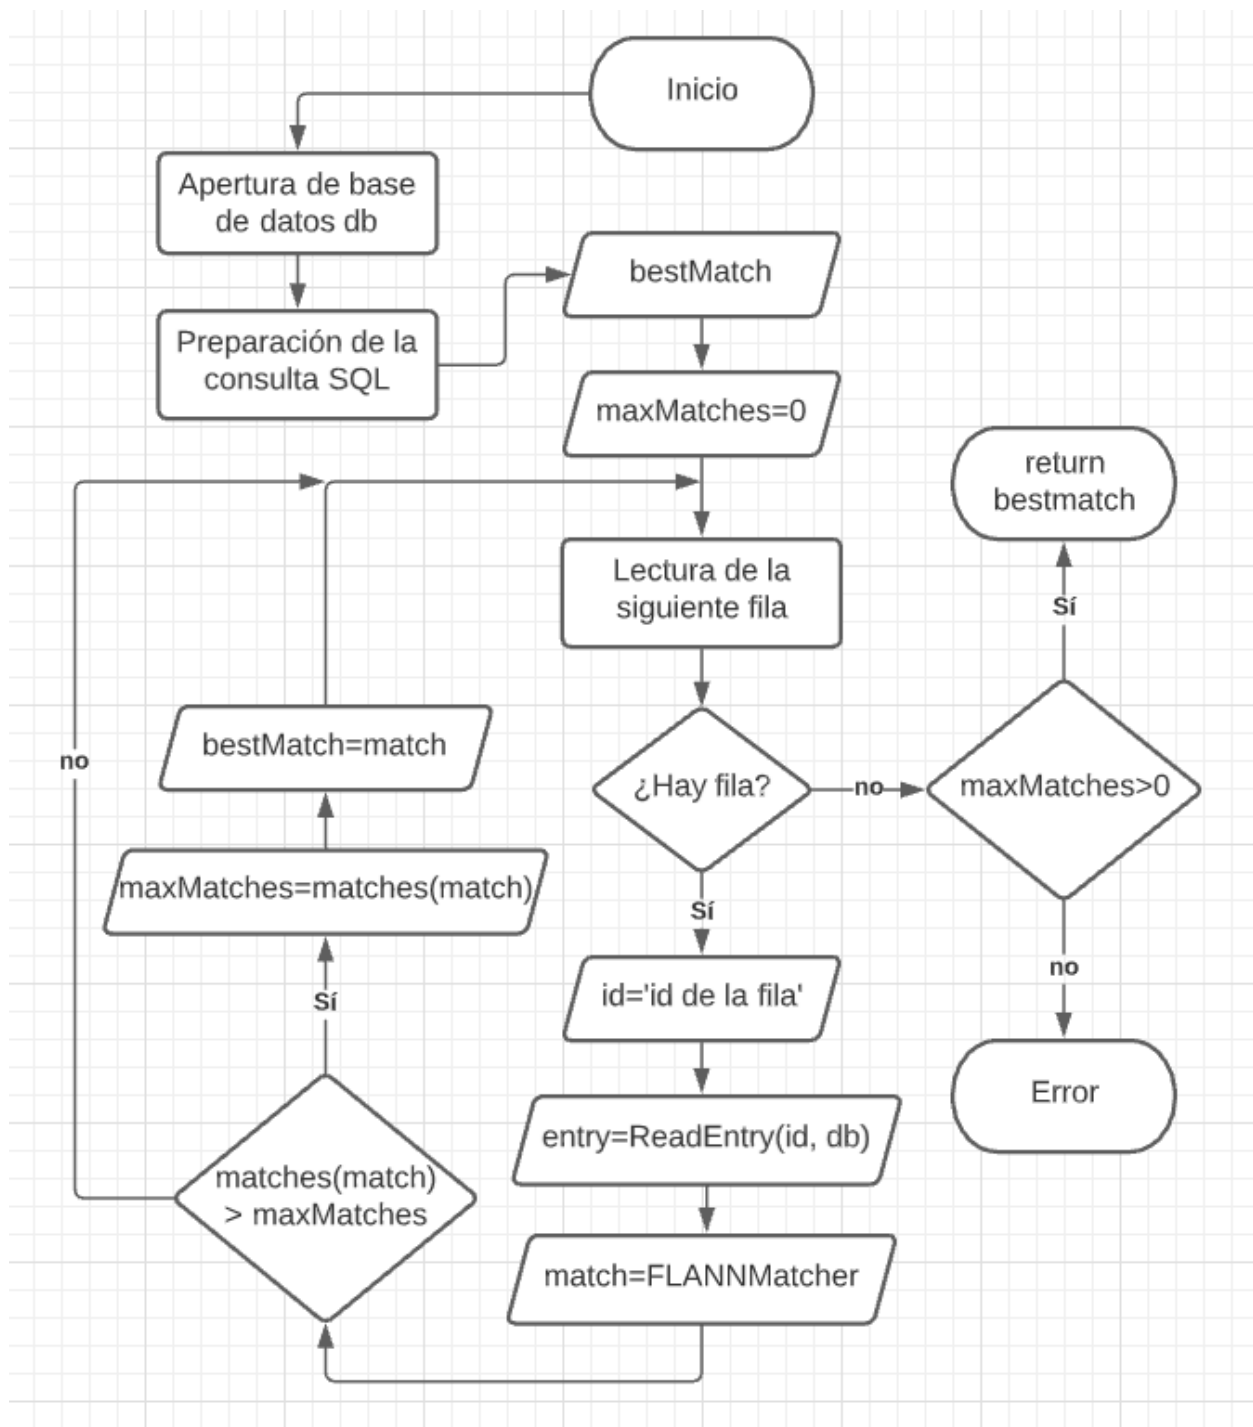 Inicio
Apertura de base
de datos db
Preparación de la
consulta SQL
bestMatch
maxMatches=0
Lectura de la
siguiente fila
¿Hay fila?
no
maxMatches>0
Sí
return
bestmatch
no
Error
Sí
id='id de la fila'
entry=ReadEntry(id, db)
match=FLANNMatcher
matches(match)
> maxMatches
Sí
maxMatches=matches(match)
bestMatch=match
no